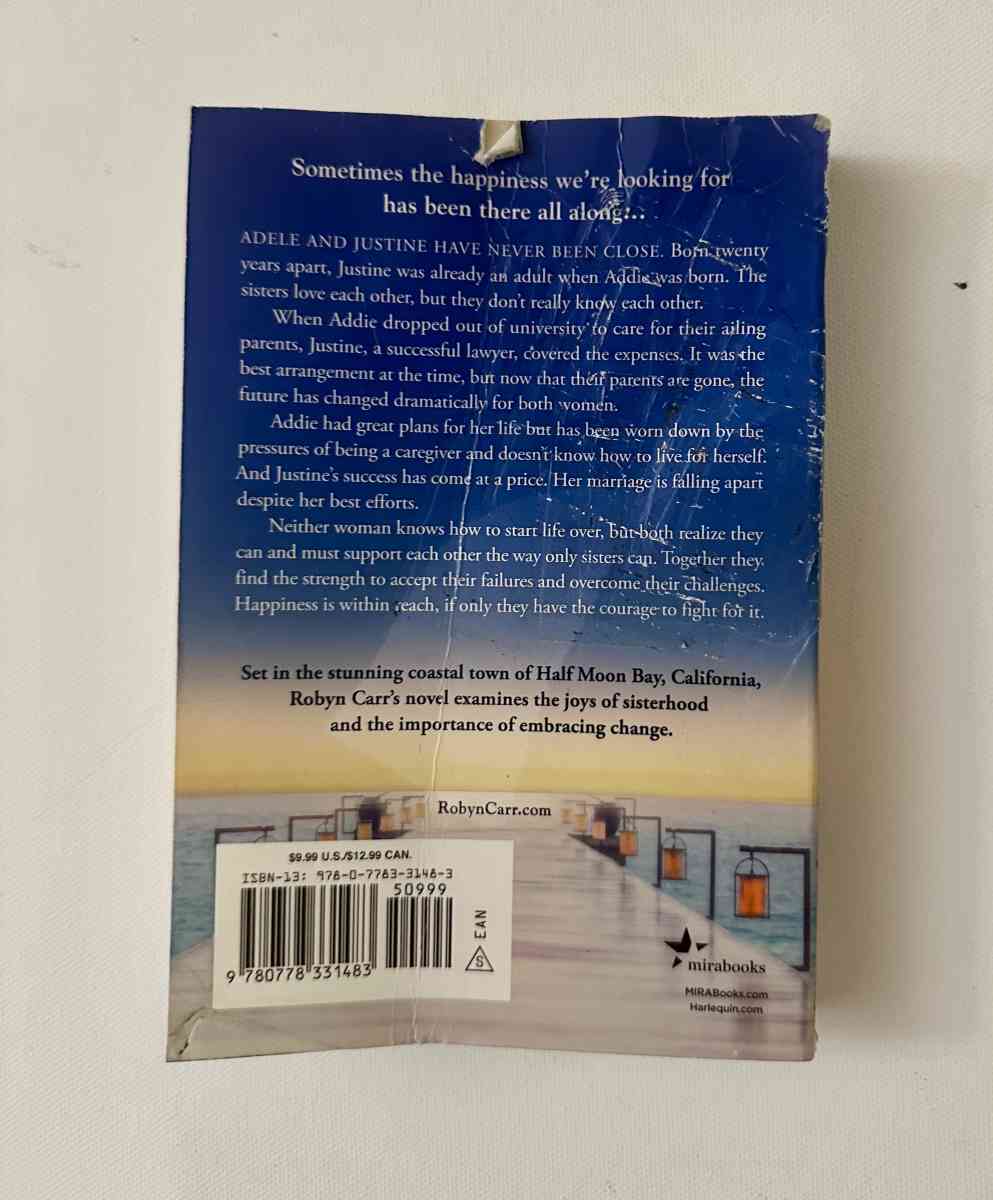 Sometimes the happiness we're looking for
has been there all along...
ADELE AND JUSTINE HAVE NEVER BEEN CLOSE. Born twenty
years apart, Justine was already an adult when Addie was born. The
sisters love each other, but they don't really know each other.
When Addie dropped out of university to care for their ailing
parents, Justine, a successful lawyer, covered the expenses. It was the
best arrangement at the time, but now that their parents are gone, the
future has changed dramatically for both women.
Addie had great plans for her life but has been worn down by the
pressures of being a caregiver and doesn't know how to live for herself.
And Justine's success has come at a price. Her marriage is falling apart
despite her best efforts.
Neither woman knows how to start life over, but both realize they
can and must support each other the way only sisters can. Together they
find the strength to accept their failures and overcome their challenges.
Happiness is within reach, if only they have the courage to fight for it.
Set in the stunning coastal town of Half Moon Bay, California,
Robyn Carr's novel examines the joys of sisterhood
and the importance of embracing change.
RobynCarr.com
$9.99 U.S./$12.99 CAN.
ISBN-13: 978-0-7783-3148-3
50999
9 780778 331483
S EAN
mirabooks
MIRABooks.com
Harlequin.com